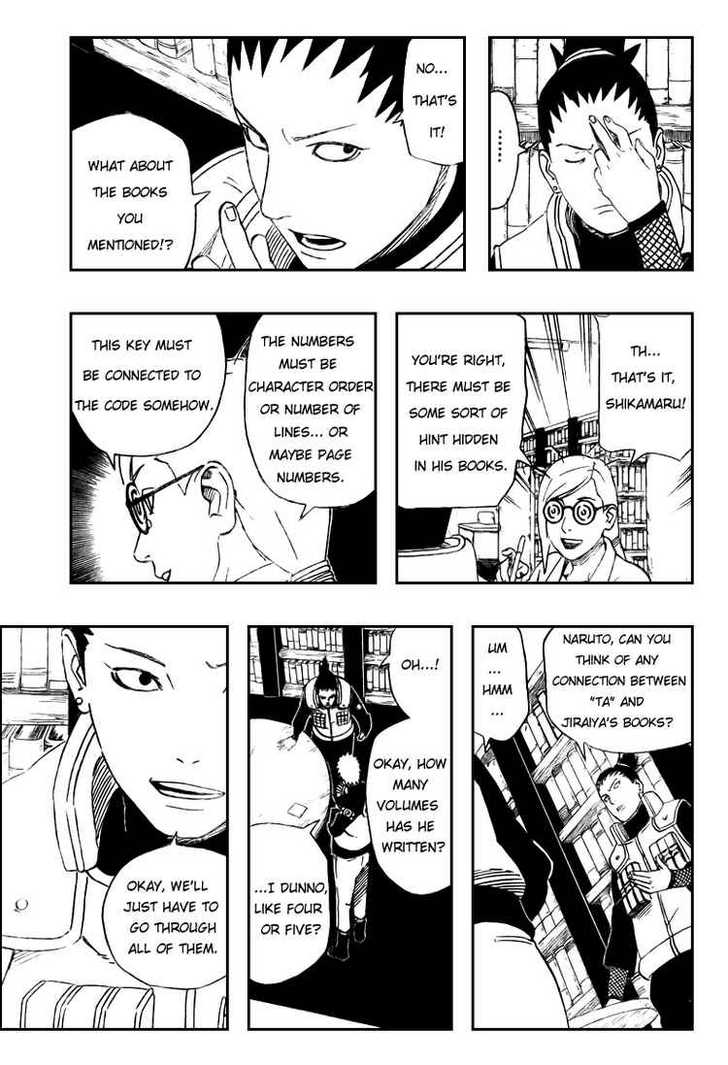 ......
NO...
THAT'S
IT!
WHAT ABOUT
THE BOOKS
YOU
MENTIONED!?
TH...
THAT'S IT,
SHIKAMARU!
YOU'RE RIGHT,
THERE MUST BE
SOME SORT OF
HINT HIDDEN
IN HIS BOOKS.
THE NUMBERS
MUST BE
CHARACTER ORDER
OR NUMBER OF
LINES... OR
MAYBE PAGE
NUMBERS.
THIS KEY MUST
BE CONNECTED TO
THE CODE SOMEHOW.
NARUTO, CAN YOU
THINK OF ANY
CONNECTION BETWEEN
"TA" AND
JIRAIYA'S BOOKS?
UM
...
HMM
...
OH...!
OKAY, HOW
MANY
VOLUMES
HAS HE
WRITTEN?
...I DUNNO,
LIKE FOUR
OR FIVE?
OKAY, WE'LL
JUST HAVE TO
GO THROUGH
ALL OF THEM.